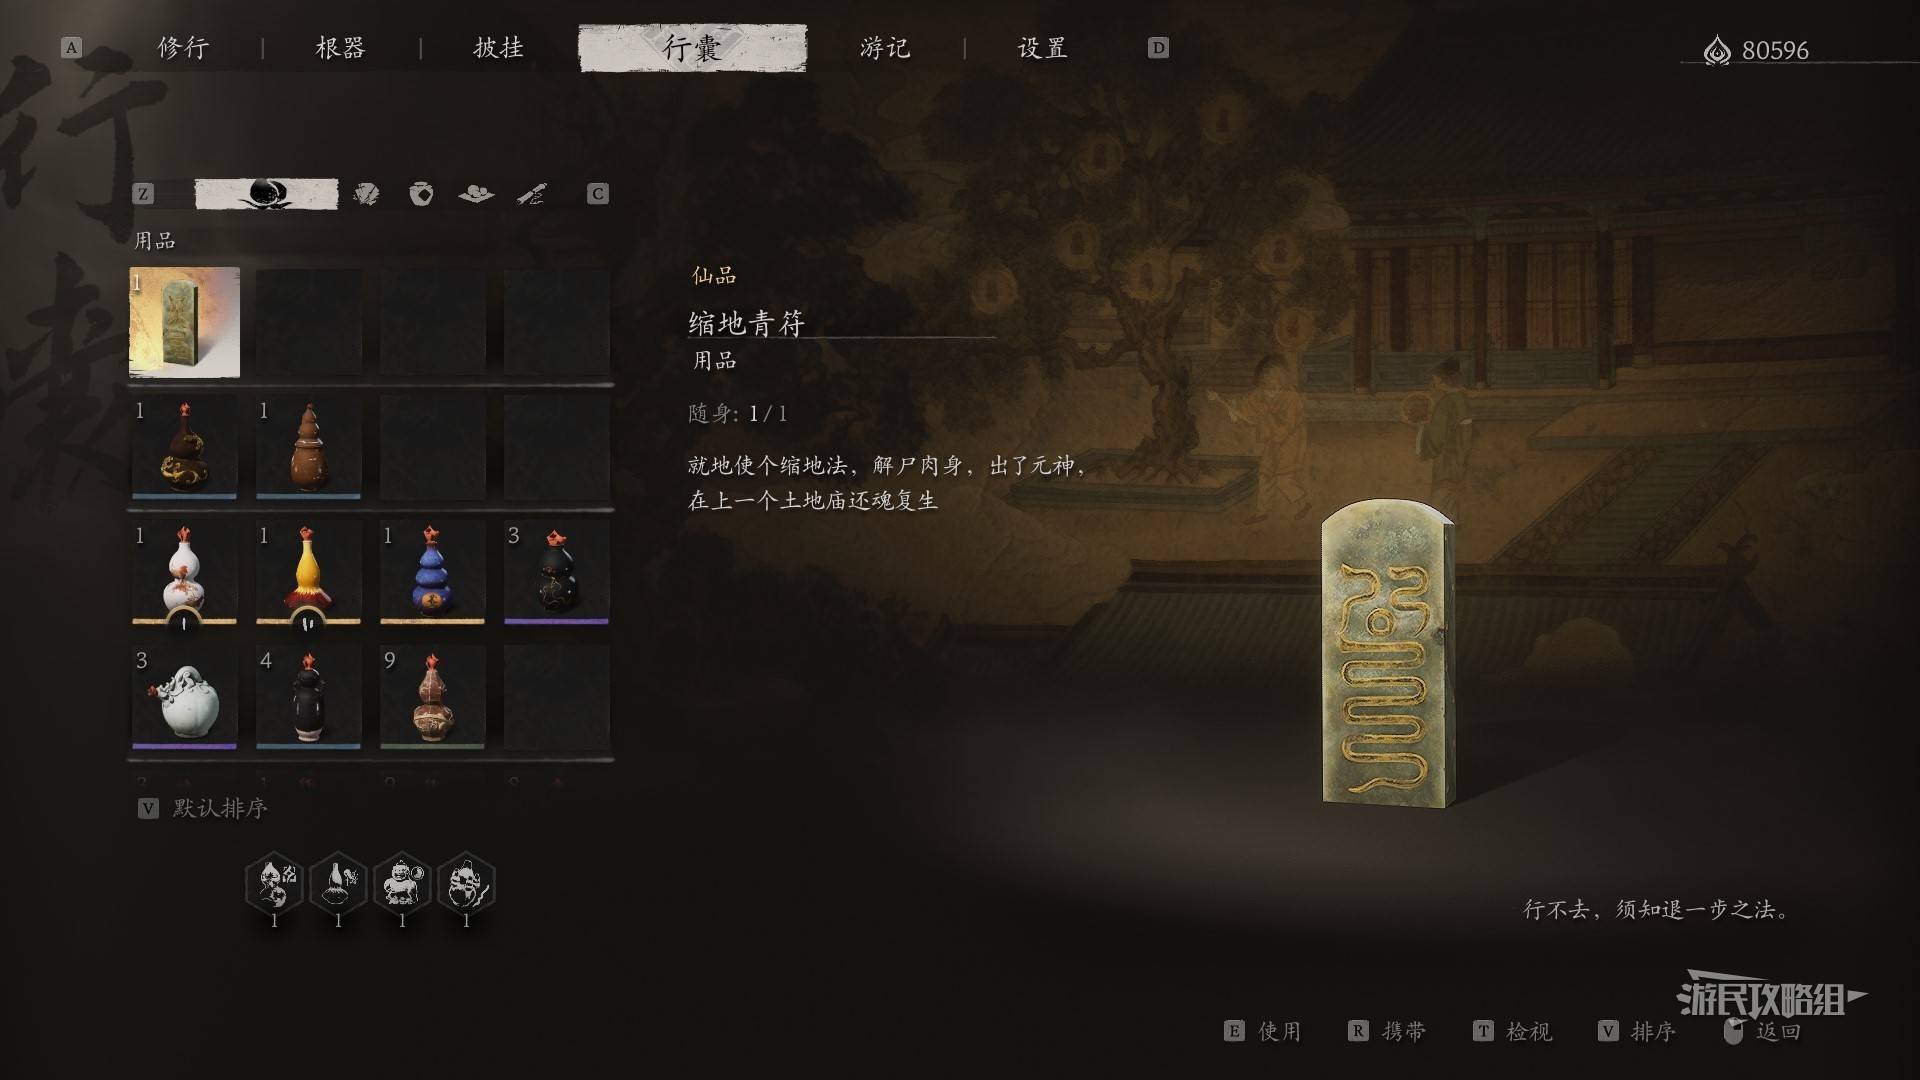 A 修行 | 根器 | 披挂 行囊 游记 | 设置 D 80596
行囊
Z C
用品
1
1 1
1 1 1 3
3 4 9
V 默认排序
1 1 1 1
仙品
缩地青符
用品
随身: 1/1
就地使个缩地法，解尸肉身，出了元神，
在上一个土地庙还魂复生
行不去，须知退一步之法。
游民攻略组
E 使用 R 携带 T 检视 V 排序 返回